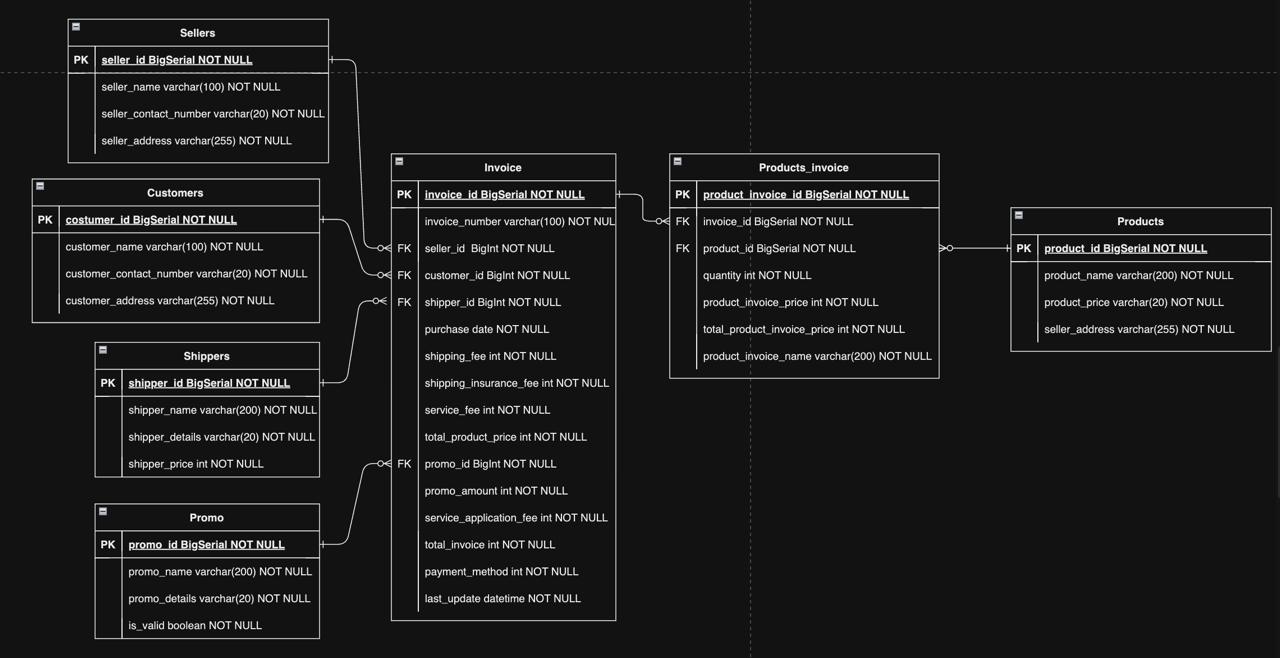 Sellers
PK seller_id BigSerial NOT NULL
seller_name varchar(100) NOT NULL
seller_contact_number varchar(20) NOT NULL
seller_address varchar(255) NOT NULL
Customers
PK costumer_id BigSerial NOT NULL
customer_name varchar(100) NOT NULL
customer_contact_number varchar(20) NOT NULL
customer_address varchar(255) NOT NULL
Shippers
PK shipper_id BigSerial NOT NULL
shipper_name varchar(200) NOT NULL
shipper_details varchar(20) NOT NULL
shipper_price int NOT NULL
Promo
PK promo_id BigSerial NOT NULL
promo_name varchar(200) NOT NULL
promo_details varchar(20) NOT NULL
is_valid boolean NOT NULL
Invoice
PK invoice_id BigSerial NOT NULL
invoice_number varchar(100) NOT NUL
FK seller_id BigInt NOT NULL
FK customer_id BigInt NOT NULL
FK shipper_id BigInt NOT NULL
purchase date NOT NULL
shipping_fee int NOT NULL
shipping_insurance_fee int NOT NULL
service_fee int NOT NULL
total_product_price int NOT NULL
FK promo_id BigInt NOT NULL
promo_amount int NOT NULL
service_application_fee int NOT NULL
total_invoice int NOT NULL
payment_method int NOT NULL
last_update datetime NOT NULL
Products_invoice
PK product_invoice_id BigSerial NOT NULL
FK invoice_id BigSerial NOT NULL
FK product_id BigSerial NOT NULL
quantity int NOT NULL
product_invoice_price int NOT NULL
total_product_invoice_price int NOT NULL
product_invoice_name varchar(200) NOT NULL
Products
PK product_id BigSerial NOT NULL
product_name varchar(200) NOT NULL
product_price varchar(20) NOT NULL
seller_address varchar(255) NOT NULL